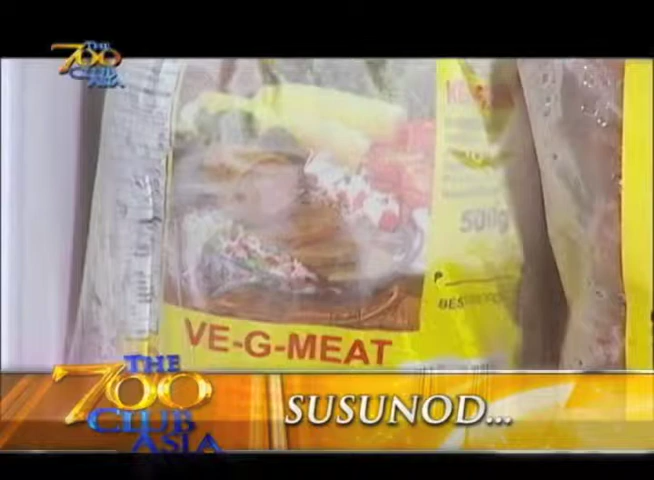 THE
700
CLUB
ASIA
500g
VE-G-MEAT
THE
700
CLUB
ASIA
SUSUNOD...